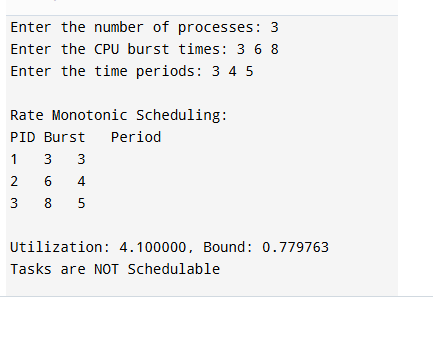 Enter the number of processes: 3
Enter the CPU burst times: 3 6 8
Enter the time periods: 3 4 5
Rate Monotonic Scheduling:
PID Burst   Period
1   3   3
2   6   4
3   8   5
Utilization: 4.100000, Bound: 0.779763
Tasks are NOT Schedulable